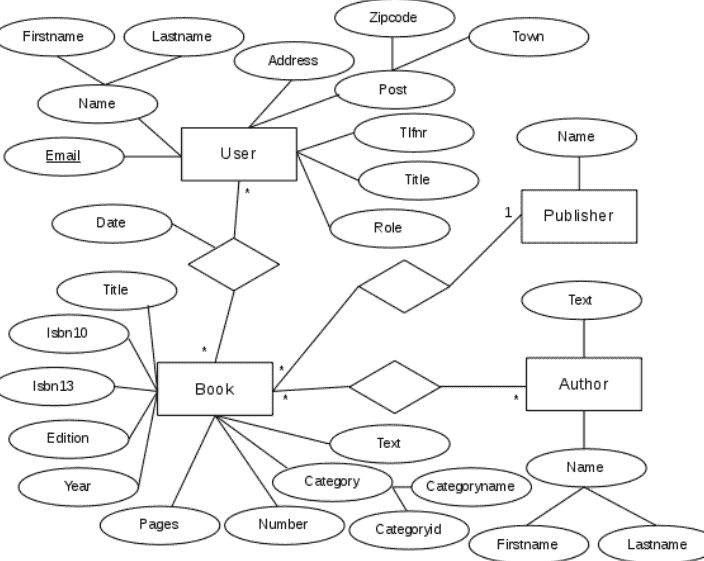 Zipcode
Firstname
Lastname
Town
Address
Post
Name
Tlfnr
Name
User
Email
Title
*
1
Publisher
Date
Role
Title
Text
Isbn10
*
*
Isbn13
Book
Author
*
*
Edition
Text
Name
Category
Categoryname
Year
Pages
Number
Categoryid
Firstname
Lastname